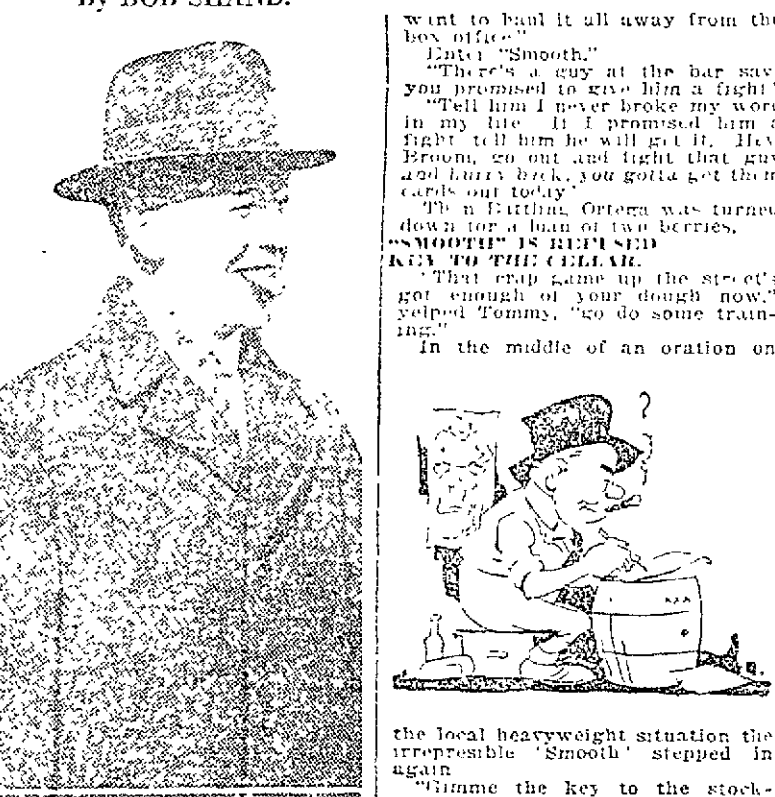 By BOB SHAND.
want to haul it all away from the
box office"
Enter "Smooth."
"There's a guy at the bar says
you promised to give him a fight"
"Tell him I never broke my word
in my life If I promised him a
fight tell him he will get it. Hey
Broom, go out and fight that guy
and hurry back, you gotta get them
cards out today"
Then Battling Ortega was turned
down for a loan of two berries.
"SMOOTH" IS REFUSED
KEY TO THE CELLAR.
"That crap game up the street's
got enough of your dough now,"
yelped Tommy, "go do some train-
ing."
In the middle of an oration on
?
XXX
the local heavyweight situation the
irrepresible 'Smooth' stepped in
again
"Gimme the key to the stock-